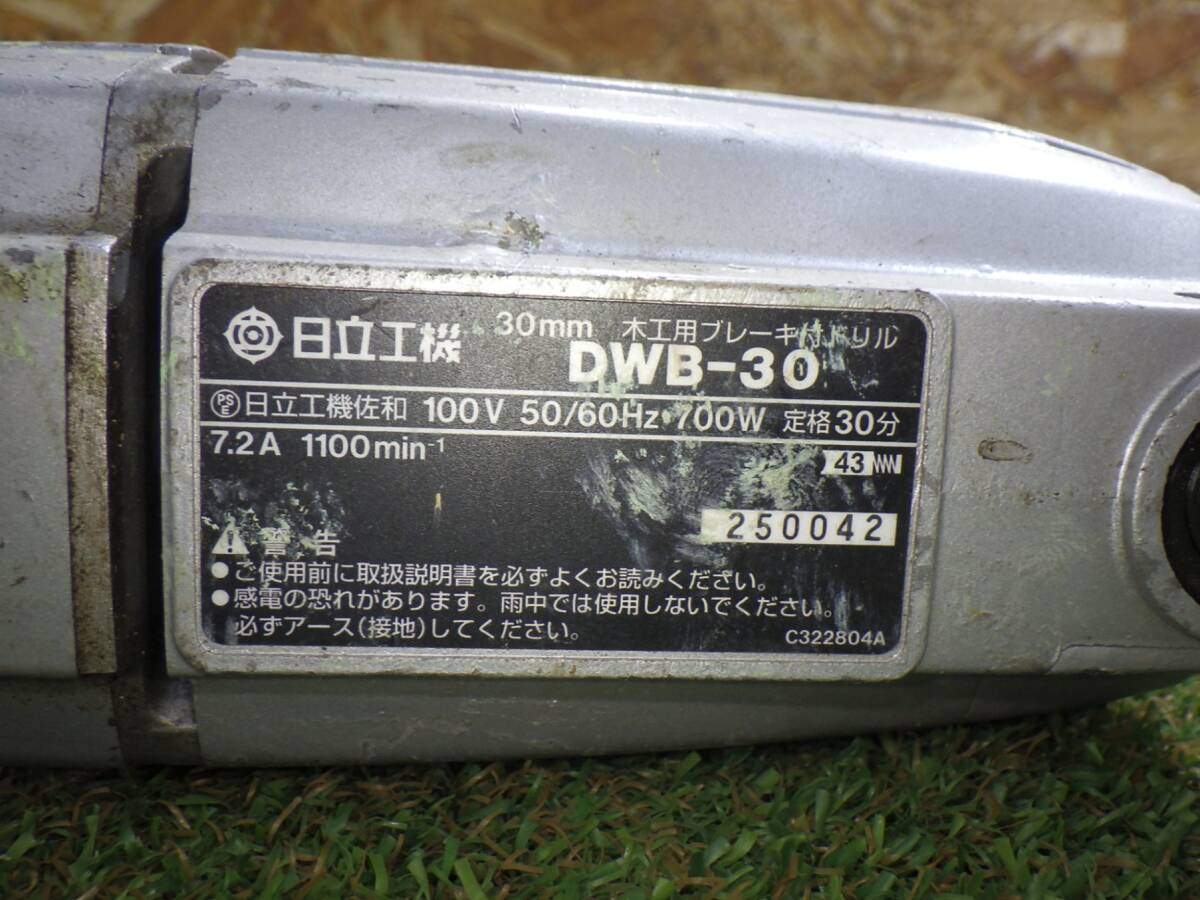 日立工機 30mm 木工用ブレーキ付ドリル
DWB-30
PSE 日立工機佐和 100V 50/60Hz 700W 定格30分
7.2A 1100min-1
43
250042
警告
●ご使用前に取扱説明書を必ずよくお読みください。
●感電の恐れがあります。雨中では使用しないでください。
必ずアース(接地)してください。
C322804A